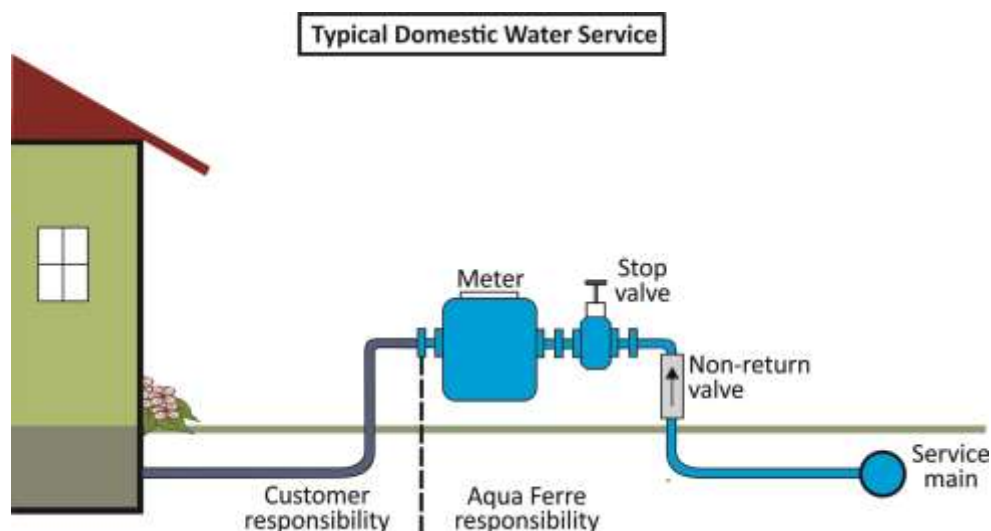 Typical Domestic Water Service
Stop
valve
Meter
Non-return
valve
Service
main
Customer
responsibility
Aqua Ferre
responsibility